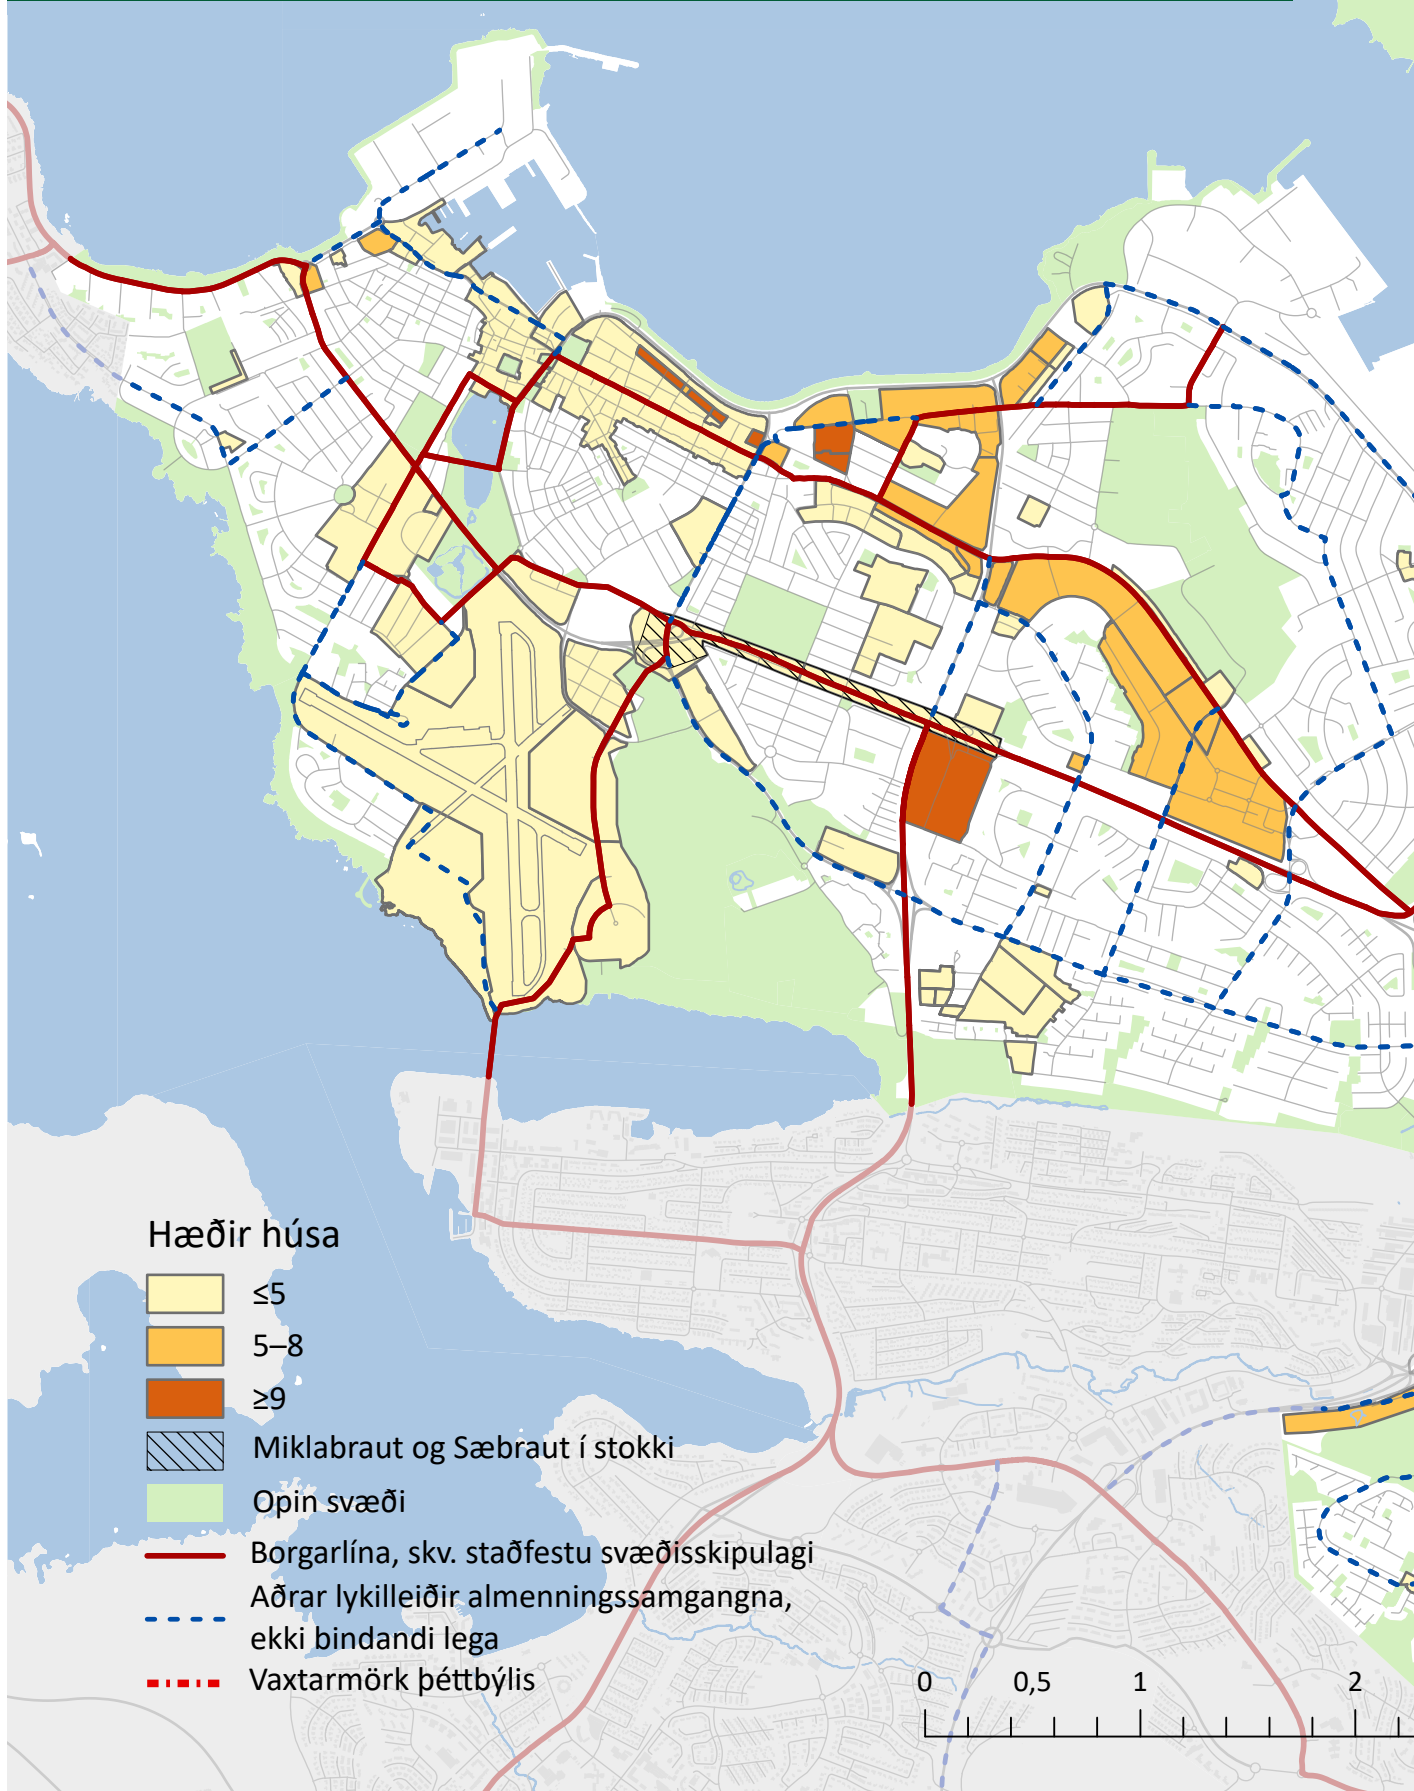 Hæðir húsa
≤5
5–8
≥9
Miklabraut og Sæbraut í stokki
Opin svæði
Borgarlína, skv. staðfestu svæðisskipulagi
Aðrar lykilleiðir almenningssamgangna,
ekki bindandi lega
Vaxtarmörk þéttbýlis
0 0,5 1 2